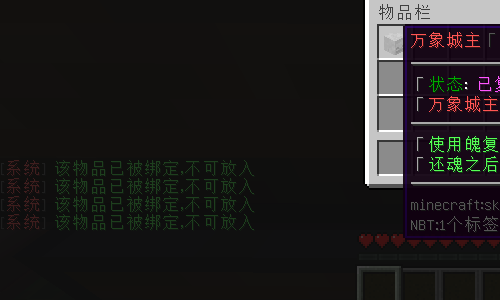 物品栏
万象城主「
「 状态: 已复
「 万象城主
「 使用魄复
「 还魂之后
minecraft:sk
NBT:1个标签
[系统] 该物品已被绑定,不可放入
[系统] 该物品已被绑定,不可放入
[系统] 该物品已被绑定,不可放入
[系统] 该物品已被绑定,不可放入